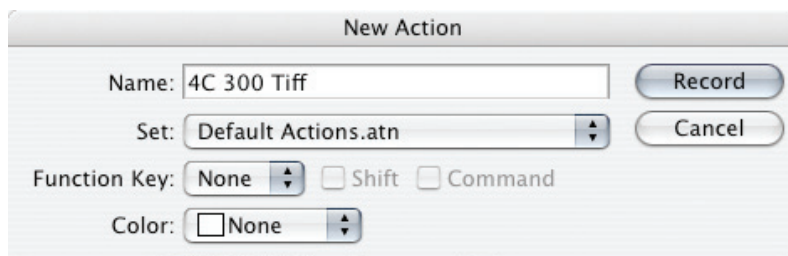 New Action
Name: 4C 300 Tiff Record
Set: Default Actions.atn Cancel
Function Key: None Shift Command
Color: None